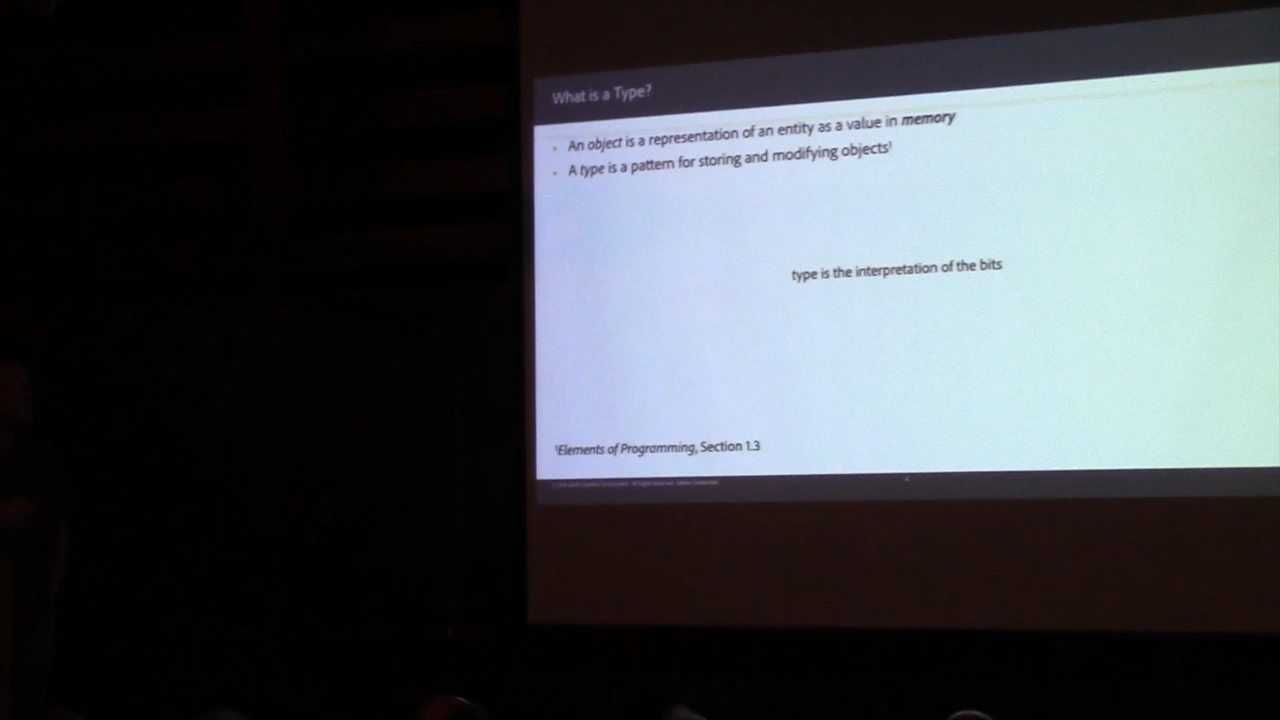 What is a Type?
• An object is a representation of an entity as a value in memory
• A type is a pattern for storing and modifying objects¹
type is the interpretation of the bits
¹Elements of Programming, Section 1.3